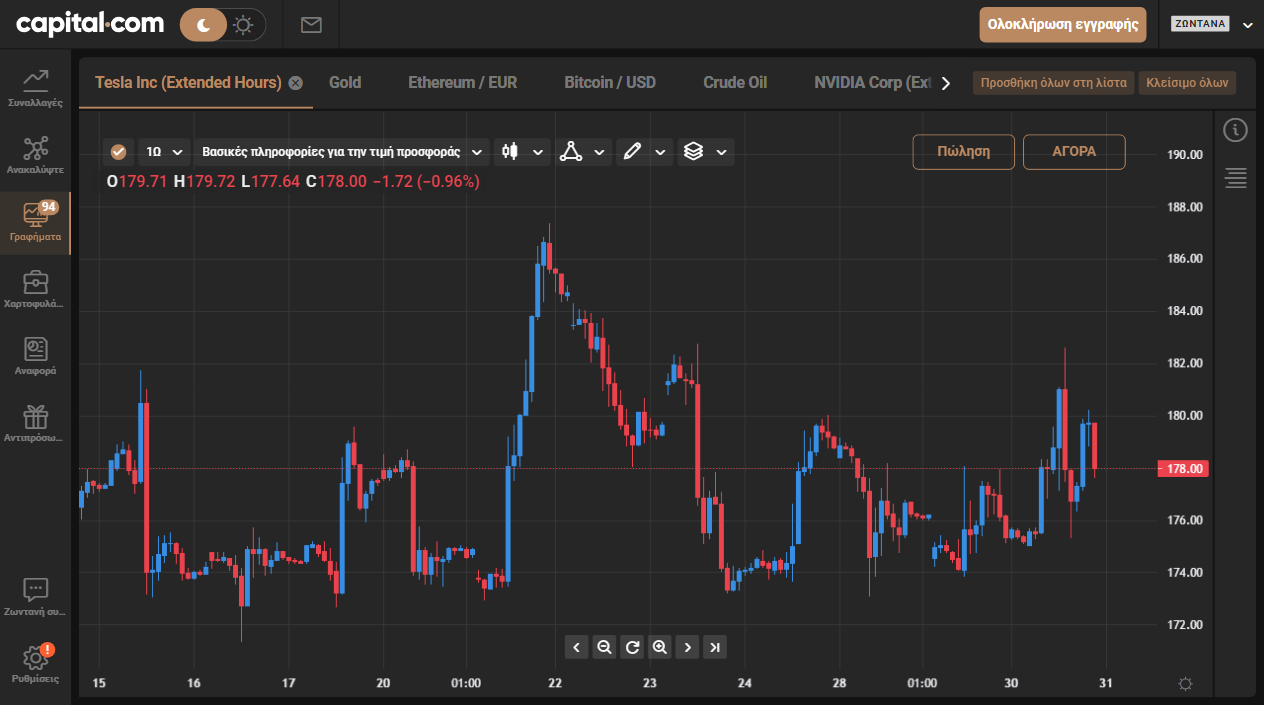 capital.com
Ολοκλήρωση εγγραφής
ΖΩΝΤΑΝΑ
Tesla Inc (Extended Hours)
Gold
Ethereum / EUR
Bitcoin / USD
Crude Oil
NVIDIA Corp (Ext
Προσθήκη όλων στη λίστα
Κλείσιμο όλων
Συναλλαγές
Ανακαλύψτε
94
Γραφήματα
Χαρτοφυλά...
Αναφορά
Αντιπρόσω...
Ζωντανή συ...
!
Ρυθμίσεις
1Ω
Βασικές πληροφορίες για την τιμή προσφοράς
Πώληση
ΑΓΟΡΑ
O179.71 H179.72 L177.64 C178.00 −1.72 (−0.96%)
190.00
188.00
186.00
184.00
182.00
180.00
178.00
176.00
174.00
172.00
15 16 17 20 01:00 22 23 24 28 01:00 30 31